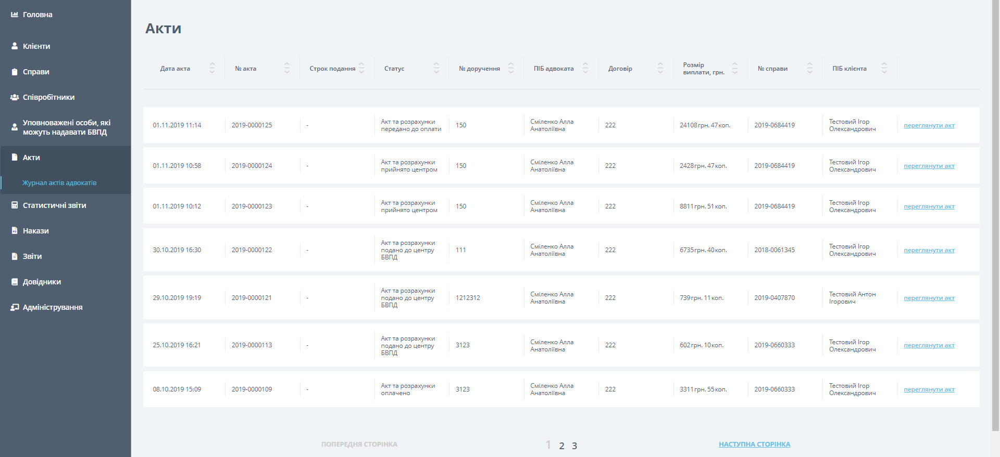 Головна
Клієнти
Справи
Співробітники
Уповноважені особи, які
можуть надавати БВПД
Акти
Журнал актів адвокатів
Статистичні звіти
Накази
Звіти
Довідники
Адміністрування
Акти
Дата акта
№ акта
Строк подання
Статус
№ доручення
ПІБ адвоката
Договір
Розмір
виплати, грн.
№ справи
ПІБ клієнта
01.11.2019 11:14
2019-0000125
-
Акт та розрахунки
передано до оплати
150
Сміленко Алла
Анатоліївна
222
24108 грн. 47 коп.
2019-0684419
Тестовий Ігор
Олександрович
переглянути акт
01.11.2019 10:58
2019-0000124
-
Акт та розрахунки
прийнято центром
150
Сміленко Алла
Анатоліївна
222
2428 грн. 47 коп.
2019-0684419
Тестовий Ігор
Олександрович
переглянути акт
01.11.2019 10:12
2019-0000123
-
Акт та розрахунки
прийнято центром
150
Сміленко Алла
Анатоліївна
222
8811 грн. 51 коп.
2019-0684419
Тестовий Ігор
Олександрович
переглянути акт
30.10.2019 16:30
2019-0000122
-
Акт та розрахунки
подано до центру
БВПД
111
Сміленко Алла
Анатоліївна
222
6735 грн. 40 коп.
2018-0061345
Тестовий Ігор
Олександрович
переглянути акт
29.10.2019 19:19
2019-0000121
-
Акт та розрахунки
подано до центру
БВПД
1212312
Сміленко Алла
Анатоліївна
222
739 грн. 11 коп.
2019-0407870
Тестовий Антон
Ігорович
переглянути акт
25.10.2019 16:21
2019-0000113
-
Акт та розрахунки
подано до центру
БВПД
3123
Сміленко Алла
Анатоліївна
222
602 грн. 10 коп.
2019-0660333
Тестовий Ігор
Олександрович
переглянути акт
08.10.2019 15:09
2019-0000109
-
Акт та розрахунки
оплачено
3123
Сміленко Алла
Анатоліївна
222
3311 грн. 55 коп.
2019-0660333
Тестовий Ігор
Олександрович
переглянути акт
ПОПЕРЕДНЯ СТОРІНКА
1 2 3
НАСТУПНА СТОРІНКА